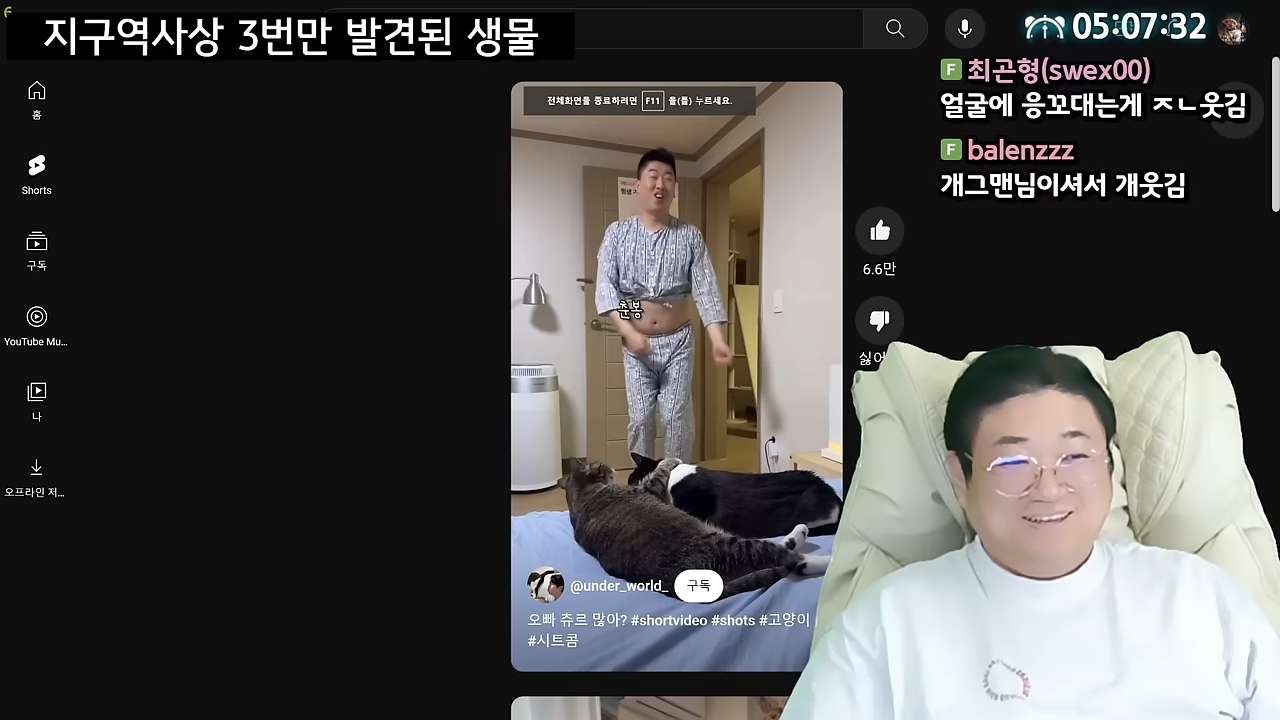 지구역사상 3번만 발견된 생물
05:07:32
F 최곤형(swex00)
얼굴에 응꼬대는게 ㅈㄴ웃김
F balenzzz
개그맨님이셔서 개웃김
홈
Shorts
구독
YouTube Mu...
나
오프라인 저...
전체화면을 종료하려면 F11 을(를) 누르세요.
춘봉
6.6만
싫어
@under_world_ 구독
오빠 츄르 많아? #shortvideo #shots #고양이
#시트콤